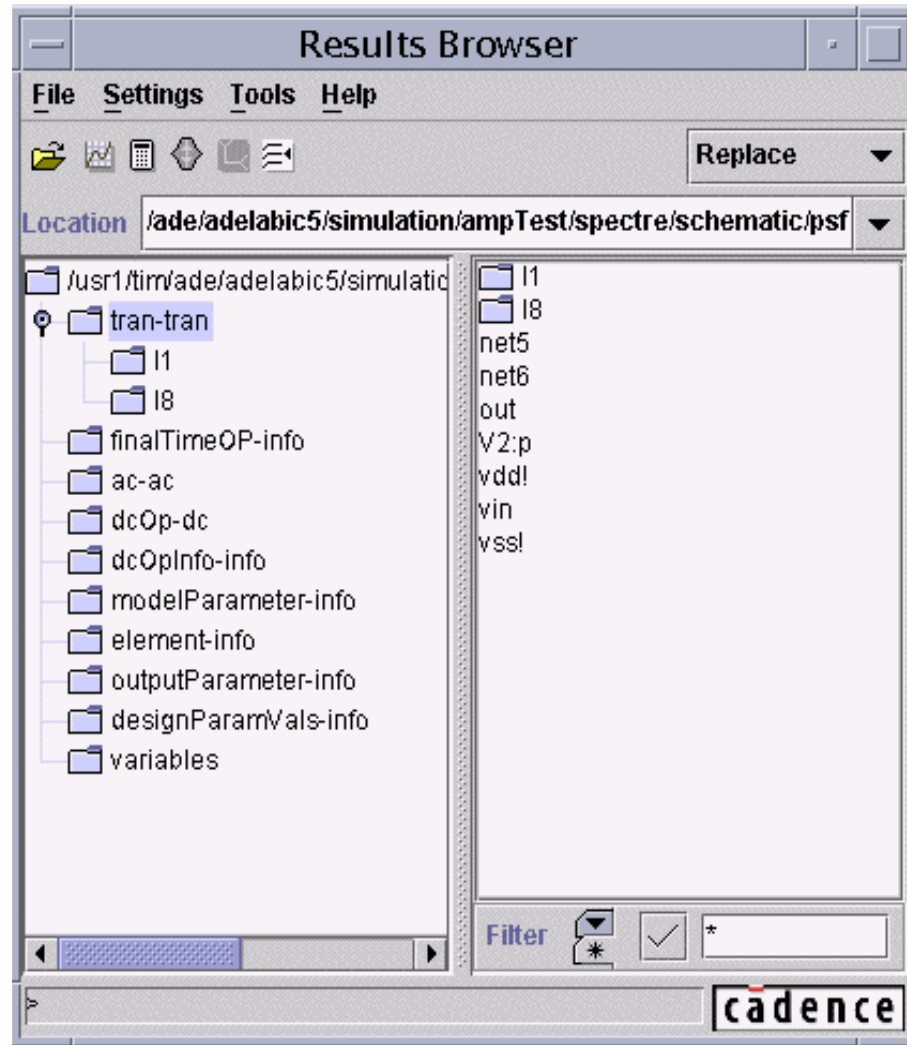 Results Browser
File Settings Tools Help
Replace
Location /ade/adelabic5/simulation/ampTest/spectre/schematic/psf
/usr1/tim/ade/adelabic5/simulatic
tran-tran
I1
I8
finalTimeOP-info
ac-ac
dcOp-dc
dcOpInfo-info
modelParameter-info
element-info
outputParameter-info
designParamVals-info
variables
I1
I8
net5
net6
out
V2:p
vdd!
vin
vss!
Filter *
>
cādence